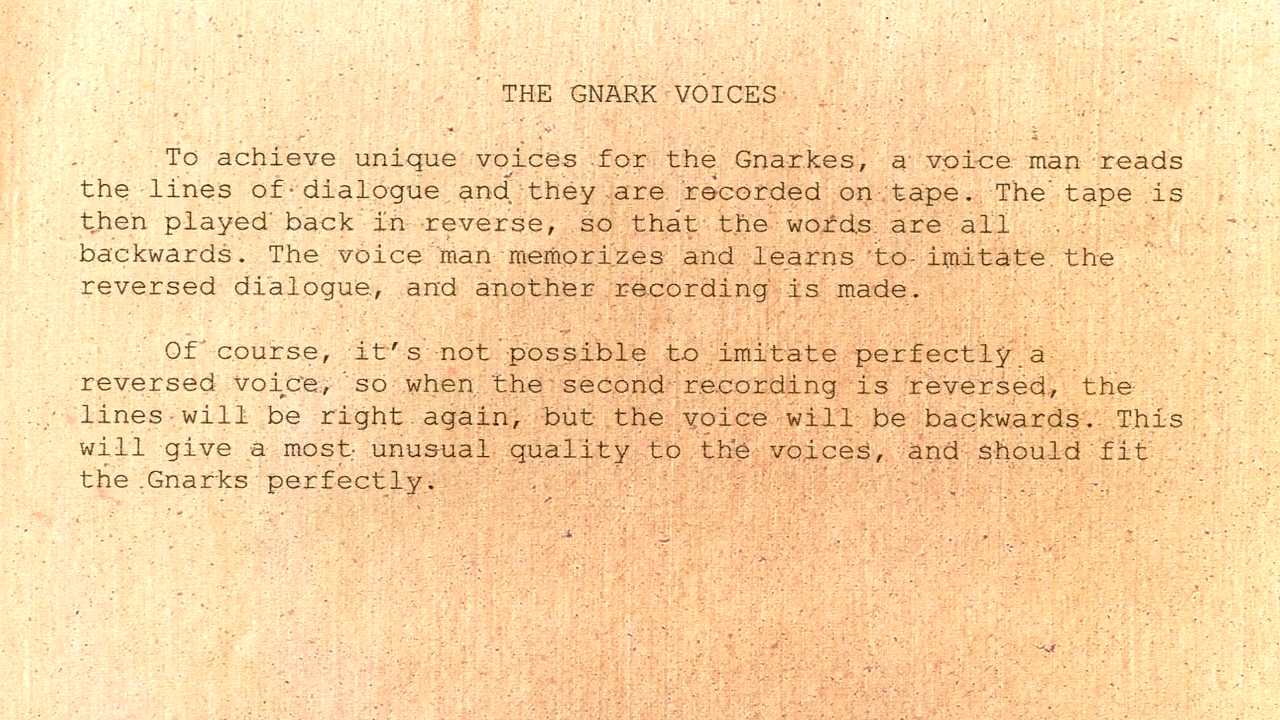 THE GNARK VOICES
To achieve unique voices for the Gnarkes, a voice man reads
the lines of dialogue and they are recorded on tape. The tape is
then played back in reverse, so that the words are all
backwards. The voice man memorizes and learns to imitate the
reversed dialogue, and another recording is made.
Of course, it's not possible to imitate perfectly a
reversed voice, so when the second recording is reversed, the
lines will be right again, but the voice will be backwards. This
will give a most unusual quality to the voices, and should fit
the Gnarks perfectly.